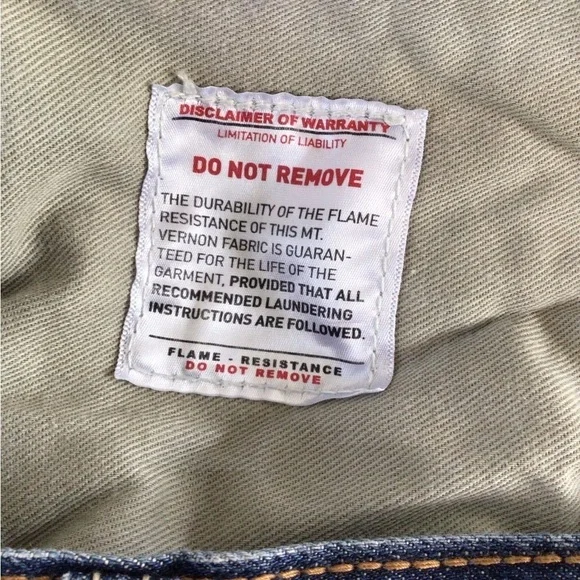 DISCLAIMER OF WARRANTY
LIMITATION OF LIABILITY
DO NOT REMOVE
THE DURABILITY OF THE FLAME
RESISTANCE OF THIS MT.
VERNON FABRIC IS GUARAN-
TEED FOR THE LIFE OF THE
GARMENT, PROVIDED THAT ALL
RECOMMENDED LAUNDERING
INSTRUCTIONS ARE FOLLOWED.
FLAME - RESISTANCE
DO NOT REMOVE